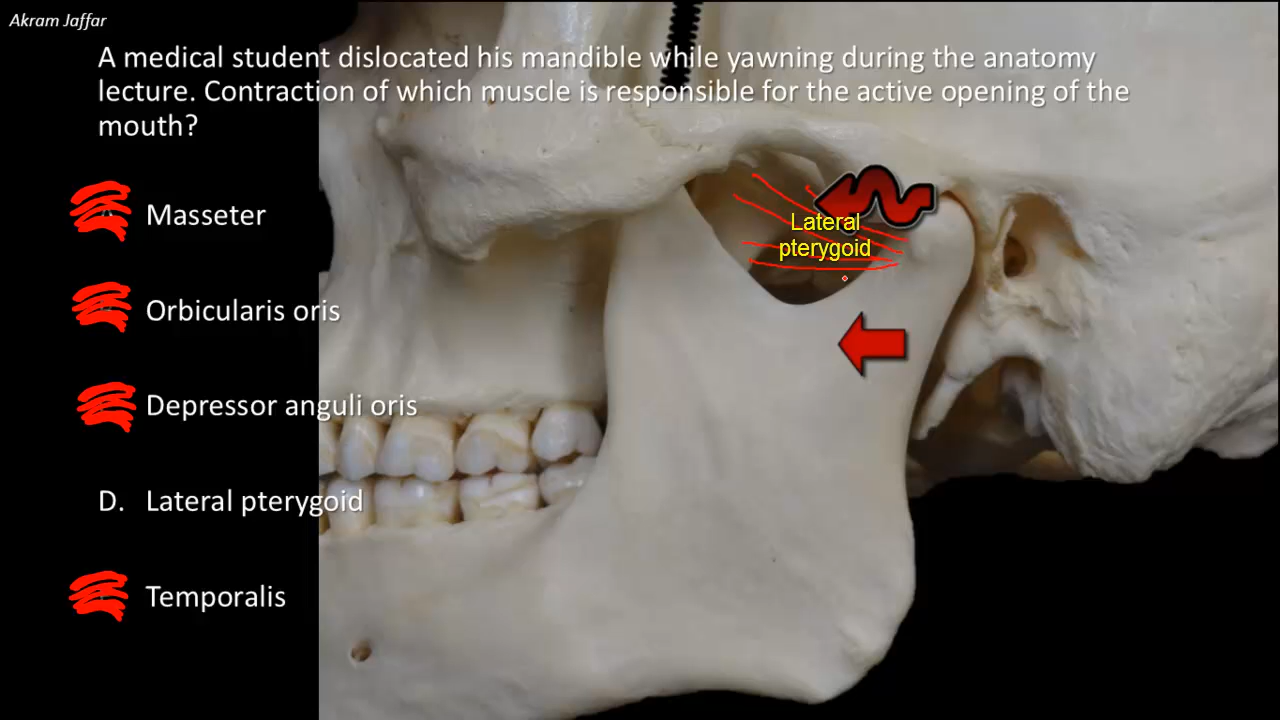 Akram Jaffar
A medical student dislocated his mandible while yawning during the anatomy
lecture. Contraction of which muscle is responsible for the active opening of the
mouth?
Masseter
Orbicularis oris
Depressor anguli oris
D. Lateral pterygoid
Temporalis
Lateral
pterygoid